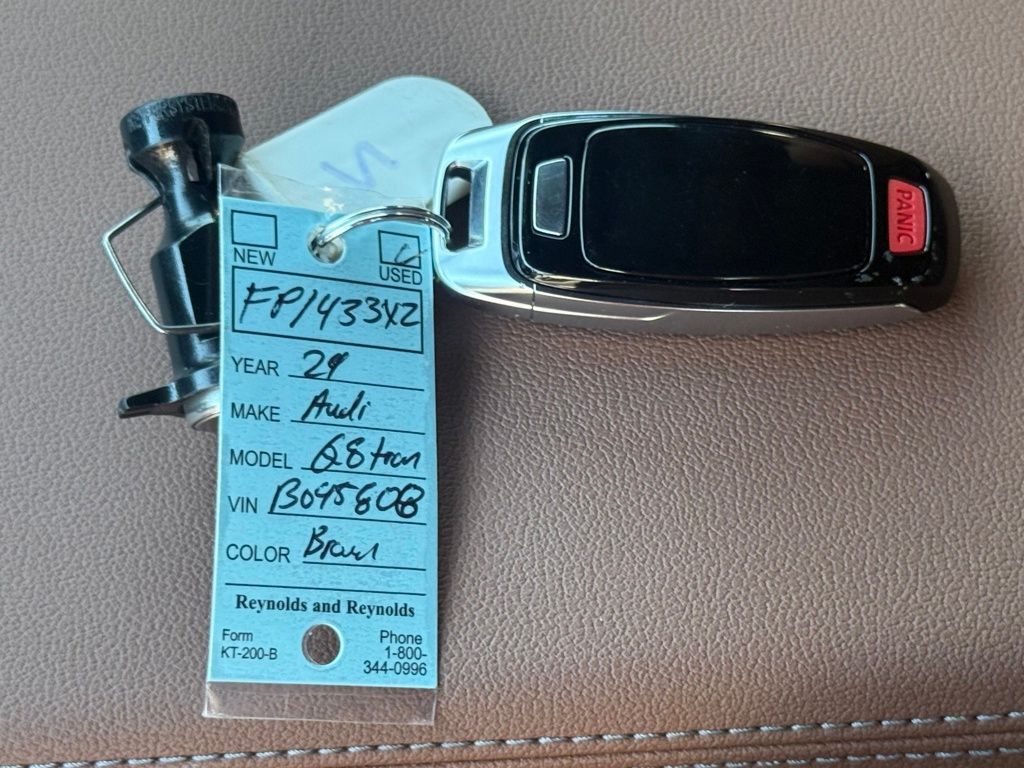 NEW
USED
FP1433XZ
YEAR 24
MAKE Audi
MODEL Q8 tron
VIN B045808
COLOR Brown
Reynolds and Reynolds
Form
KT-200-B
Phone
1-800-
344-0996
PANIC